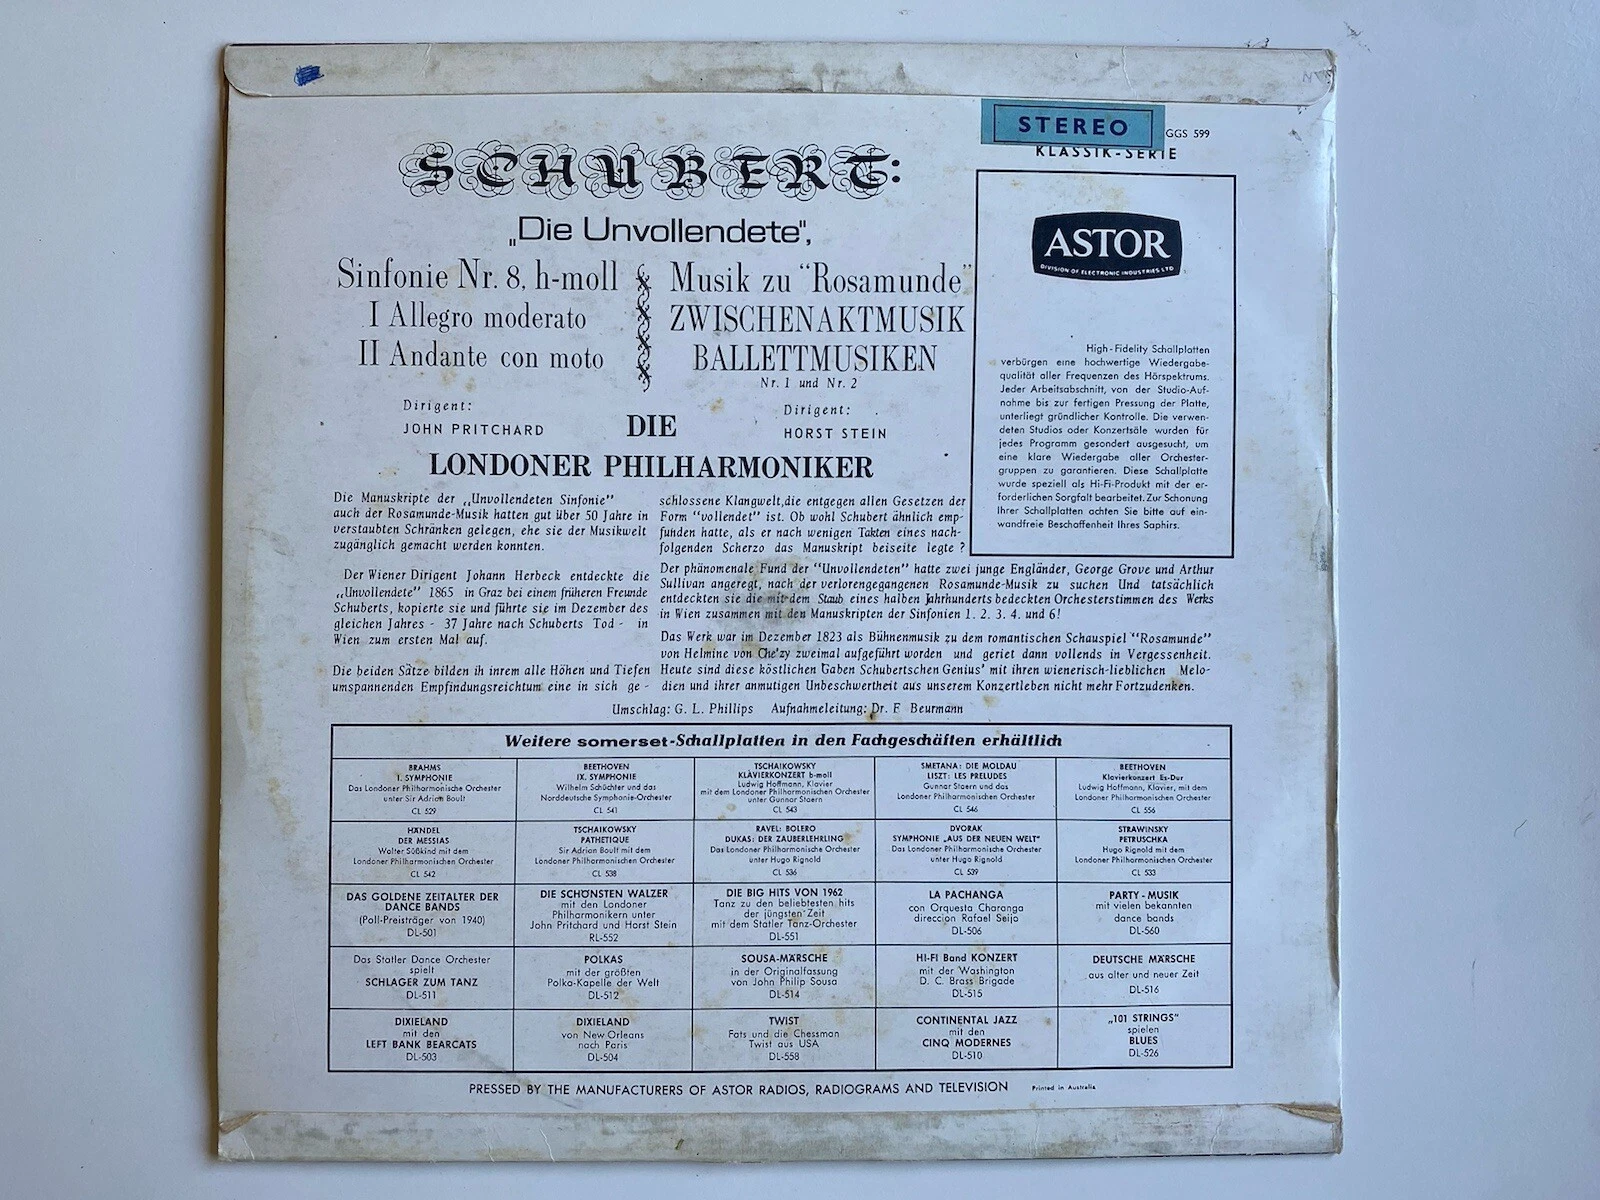 STEREO
GGS 599
KLASSIK-SERIE
SCHUBERT:
„Die Unvollendete",
Sinfonie Nr. 8, h-moll
I Allegro moderato
II Andante con moto
Musik zu "Rosamunde"
ZWISCHENAKTMUSIK
BALLETTMUSIKEN
Nr. 1 und Nr. 2
Dirigent:
JOHN PRITCHARD
Dirigent:
HORST STEIN
DIE
LONDONER PHILHARMONIKER
ASTOR
DIVISION OF ELECTRONIC INDUSTRIES LTD
High-Fidelity Schallplatten
verbürgen eine hochwertige Wiedergabe-
qualität aller Frequenzen des Hörspektrums.
Jeder Arbeitsabschnitt, von der Studio-Auf-
nahme bis zur fertigen Pressung der Platte,
unterliegt gründlicher Kontrolle. Die verwen-
deten Studios oder Konzertsäle wurden für
jedes Programm gesondert ausgesucht, um
eine klare Wiedergabe aller Orchester-
gruppen zu garantieren. Diese Schallplatte
wurde speziell als Hi-Fi-Produkt mit der er-
forderlichen Sorgfalt bearbeitet. Zur Schonung
Ihrer Schallplatten achten Sie bitte auf ein-
wandfreie Beschaffenheit Ihres Saphirs.
Die Manuskripte der „Unvollendeten Sinfonie"
auch der Rosamunde-Musik hatten gut über 50 Jahre in
verstaubten Schränken gelegen, ehe sie der Musikwelt
zugänglich gemacht werden konnten.
Der Wiener Dirigent Johann Herbeck entdeckte die
„Unvollendete" 1865 in Graz bei einem früheren Freunde
Schuberts, kopierte sie und führte sie im Dezember des
gleichen Jahres - 37 Jahre nach Schuberts Tod - in
Wien zum ersten Mal auf.
Die beiden Sätze bilden ih inrem alle Höhen und Tiefen
umspannenden Empfindungsreichtum eine in sich ge -
schlossene Klangwelt, die entgegen allen Gesetzen der
Form "vollendet" ist. Ob wohl Schubert ähnlich emp-
funden hatte, als er nach wenigen Takten eines nach-
folgenden Scherzo das Manuskript beiseite legte ?
Der phänomenale Fund der "Unvollendeten" hatte zwei junge Engländer, George Grove und Arthur
Sullivan angeregt, nach der verlorengegangenen Rosamunde-Musik zu suchen Und tatsächlich
entdeckten sie die mit dem Staub eines halben Jahrhunderts bedeckten Orchesterstimmen des Werks
in Wien zusammen mit den Manuskripten der Sinfonien 1. 2. 3. 4. und 6!
Das Werk war im Dezember 1823 als Bühnenmusik zu dem romantischen Schauspiel "Rosamunde"
von Helmine von Che'zy zweimal aufgeführt worden und geriet dann vollends in Vergessenheit.
Heute sind diese köstlichen Gaben Schubertschen Genius' mit ihren wienerisch-lieblichen Melo-
dien und ihrer anmutigen Unbeschwertheit aus unserem Konzertleben nicht mehr Fortzudenken.
Umschlag: G. L. Phillips Aufnahmeleitung: Dr. F Beurmann
Weitere somerset-Schallplatten in den Fachgeschäften erhältlich
BRAHMS
I. SYMPHONIE
Das Londoner Philharmonische Orchester
unter Sir Adrian Boult
CL 529
BEETHOVEN
IX. SYMPHONIE
Wilhelm Schüchter und das
Norddeutsche Symphonie-Orchester
CL 541
TSCHAIKOWSKY
KLAVIERKONZERT b-moll
Ludwig Hoffmann, Klavier
mit dem Londoner Philharmonischen Orchester
unter Gunnar Staern
CL 543
SMETANA: DIE MOLDAU
LISZT: LES PRELUDES
Gunnar Staern und das
Londoner Philharmonische Orchester
CL 546
BEETHOVEN
Klavierkonzert Es-Dur
Ludwig Hoffmann, Klavier, mit dem
Londoner Philharmonischen Orchester
CL 556
HÄNDEL
DER MESSIAS
Walter Süßkind mit dem
Londoner Philharmonischen Orchester
CL 542
TSCHAIKOWSKY
PATHETIQUE
Sir Adrian Boult mit dem
Londoner Philharmonischen Orchester
CL 538
RAVEL: BOLERO
DUKAS: DER ZAUBERLEHRLING
Das Londoner Philharmonische Orchester
unter Hugo Rignold
CL 536
DVORAK
SYMPHONIE „AUS DER NEUEN WELT"
Das Londoner Philharmonische Orchester
unter Hugo Rignold
CL 539
STRAWINSKY
PETRUSCHKA
Hugo Rignold mit dem
Londoner Philharmonischen Orchester
CL 533
DAS GOLDENE ZEITALTER DER
DANCE BANDS
(Poll-Preisträger von 1940)
DL-501
DIE SCHÖNSTEN WALZER
mit den Londoner
Philharmonikern unter
John Pritchard und Horst Stein
RL-552
DIE BIG HITS VON 1962
Tanz zu den beliebtesten hits
der jüngsten Zeit
mit dem Statler Tanz-Orchester
DL-551
LA PACHANGA
con Orquesta Charanga
direccion Rafael Seijo
DL-506
PARTY - MUSIK
mit vielen bekannten
dance bands
DL-560
Das Statler Dance Orchester
spielt
SCHLAGER ZUM TANZ
DL-511
POLKAS
mit der größten
Polka-Kapelle der Welt
DL-512
SOUSA-MÄRSCHE
in der Originalfassung
von John Philip Sousa
DL-514
HI-FI Band KONZERT
mit der Washington
D. C. Brass Brigade
DL-515
DEUTSCHE MÄRSCHE
aus alter und neuer Zeit
DL-516
DIXIELAND
mit den
LEFT BANK BEARCATS
DL-503
DIXIELAND
von New Orleans
nach Paris
DL-504
TWIST
Fats und die Chessman
Twist aus USA
DL-558
CONTINENTAL JAZZ
mit den
CINQ MODERNES
DL-510
„101 STRINGS"
spielen
BLUES
DL-526
PRESSED BY THE MANUFACTURERS OF ASTOR RADIOS, RADIOGRAMS AND TELEVISION Printed in Australia